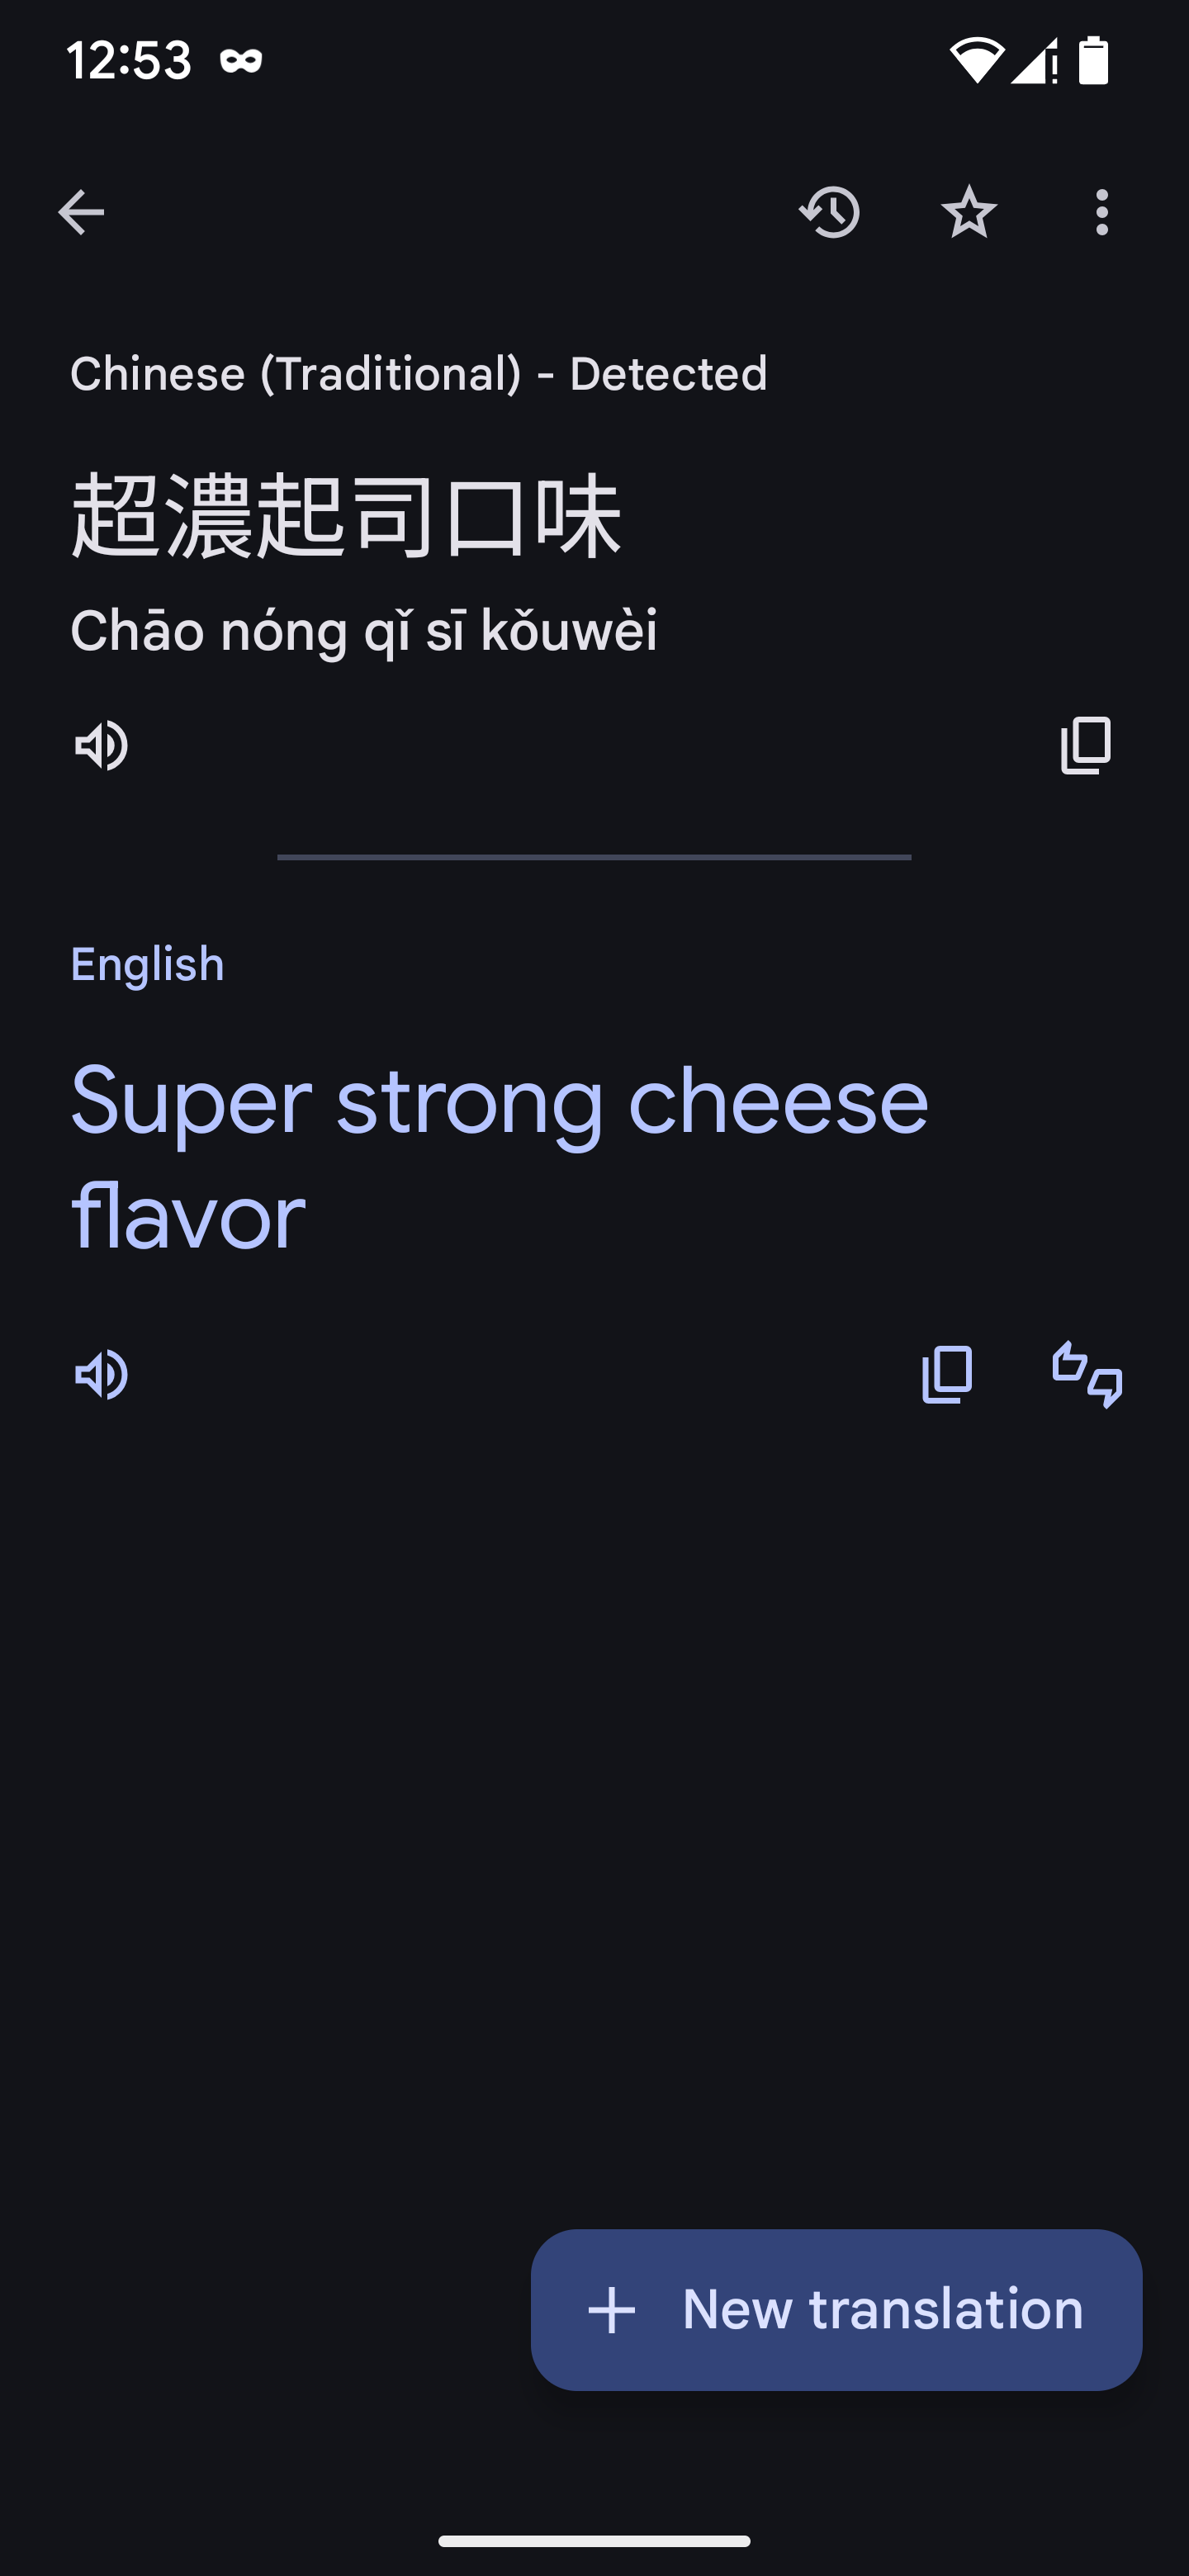 12:53
Chinese (Traditional) - Detected
超濃起司口味
Chāo nóng qǐ sī kǒuwèi
English
Super strong cheese
flavor
New translation